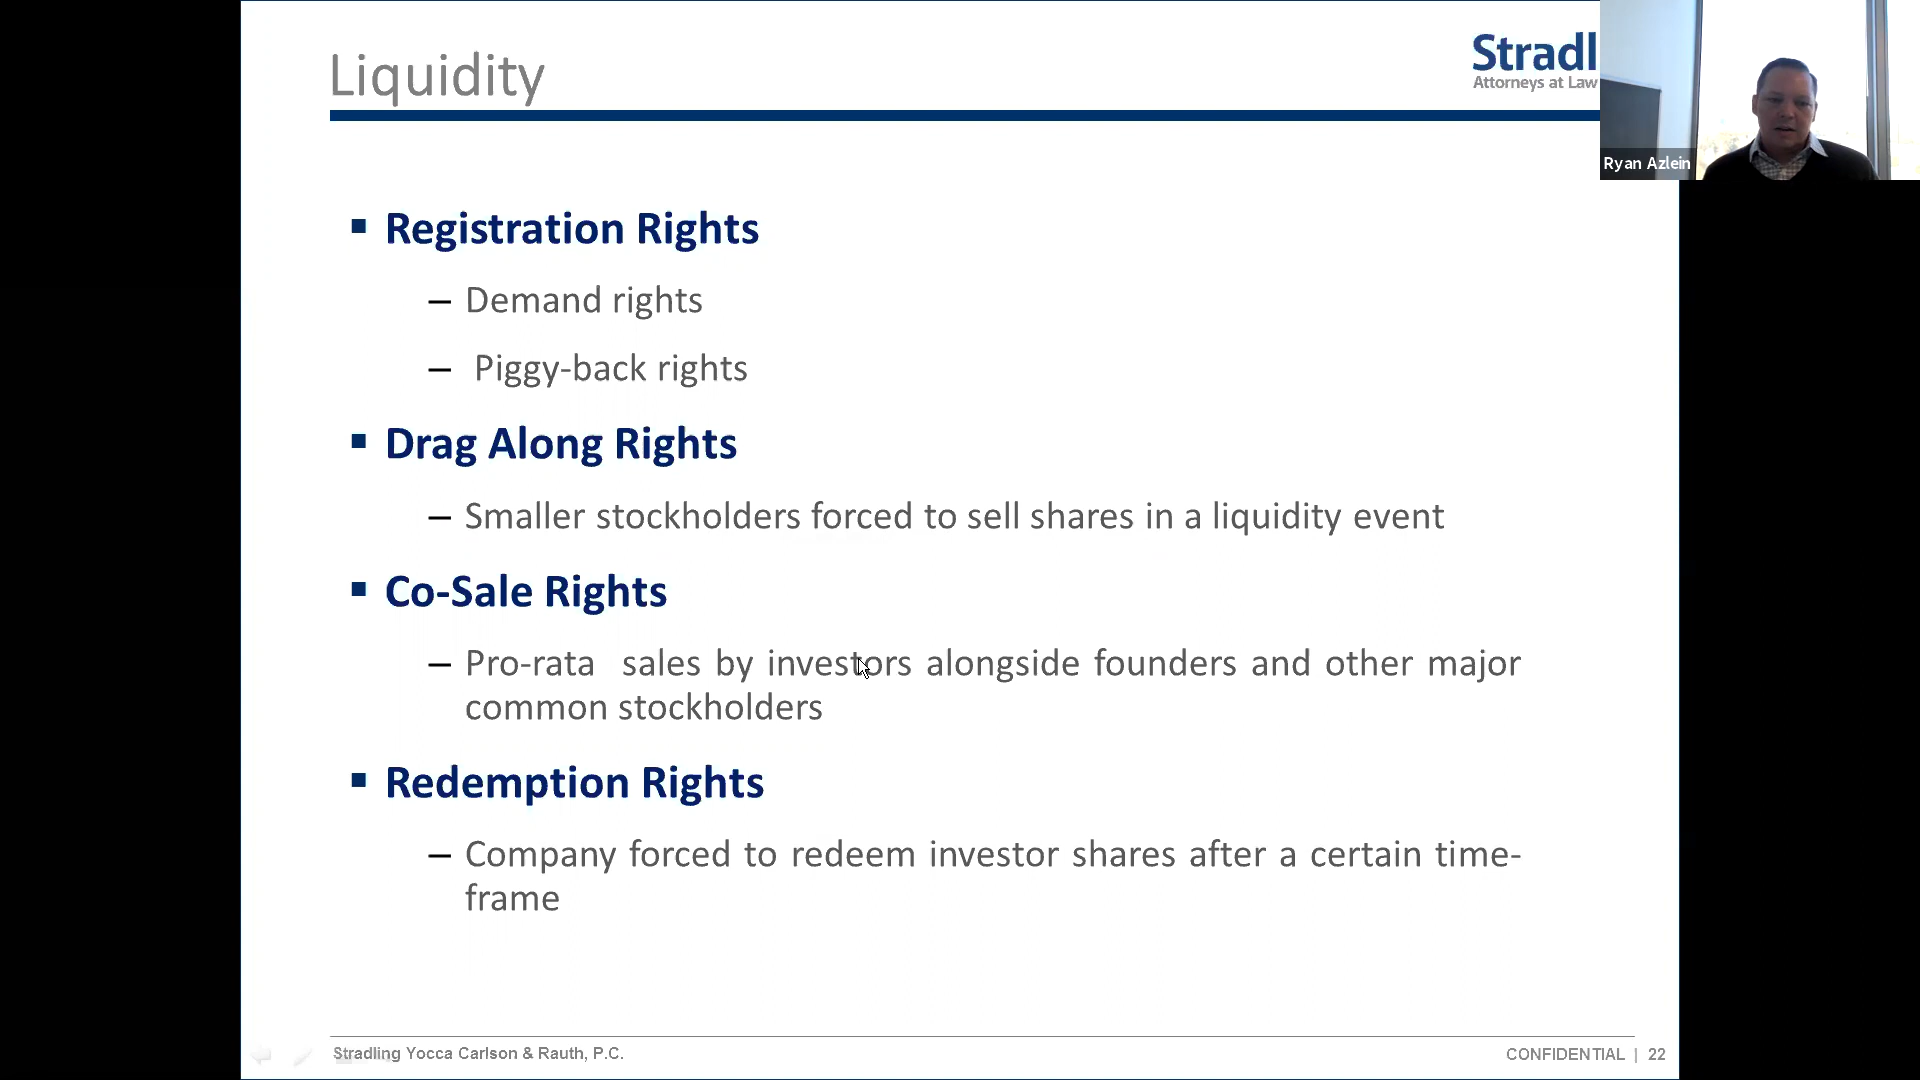 Liquidity
Stradl
Attorneys at Law
Ryan Azlein
▪ Registration Rights
– Demand rights
– Piggy-back rights
▪ Drag Along Rights
– Smaller stockholders forced to sell shares in a liquidity event
▪ Co-Sale Rights
– Pro-rata sales by investors alongside founders and other major
common stockholders
▪ Redemption Rights
– Company forced to redeem investor shares after a certain time-
frame
Stradling Yocca Carlson & Rauth, P.C.
CONFIDENTIAL | 22